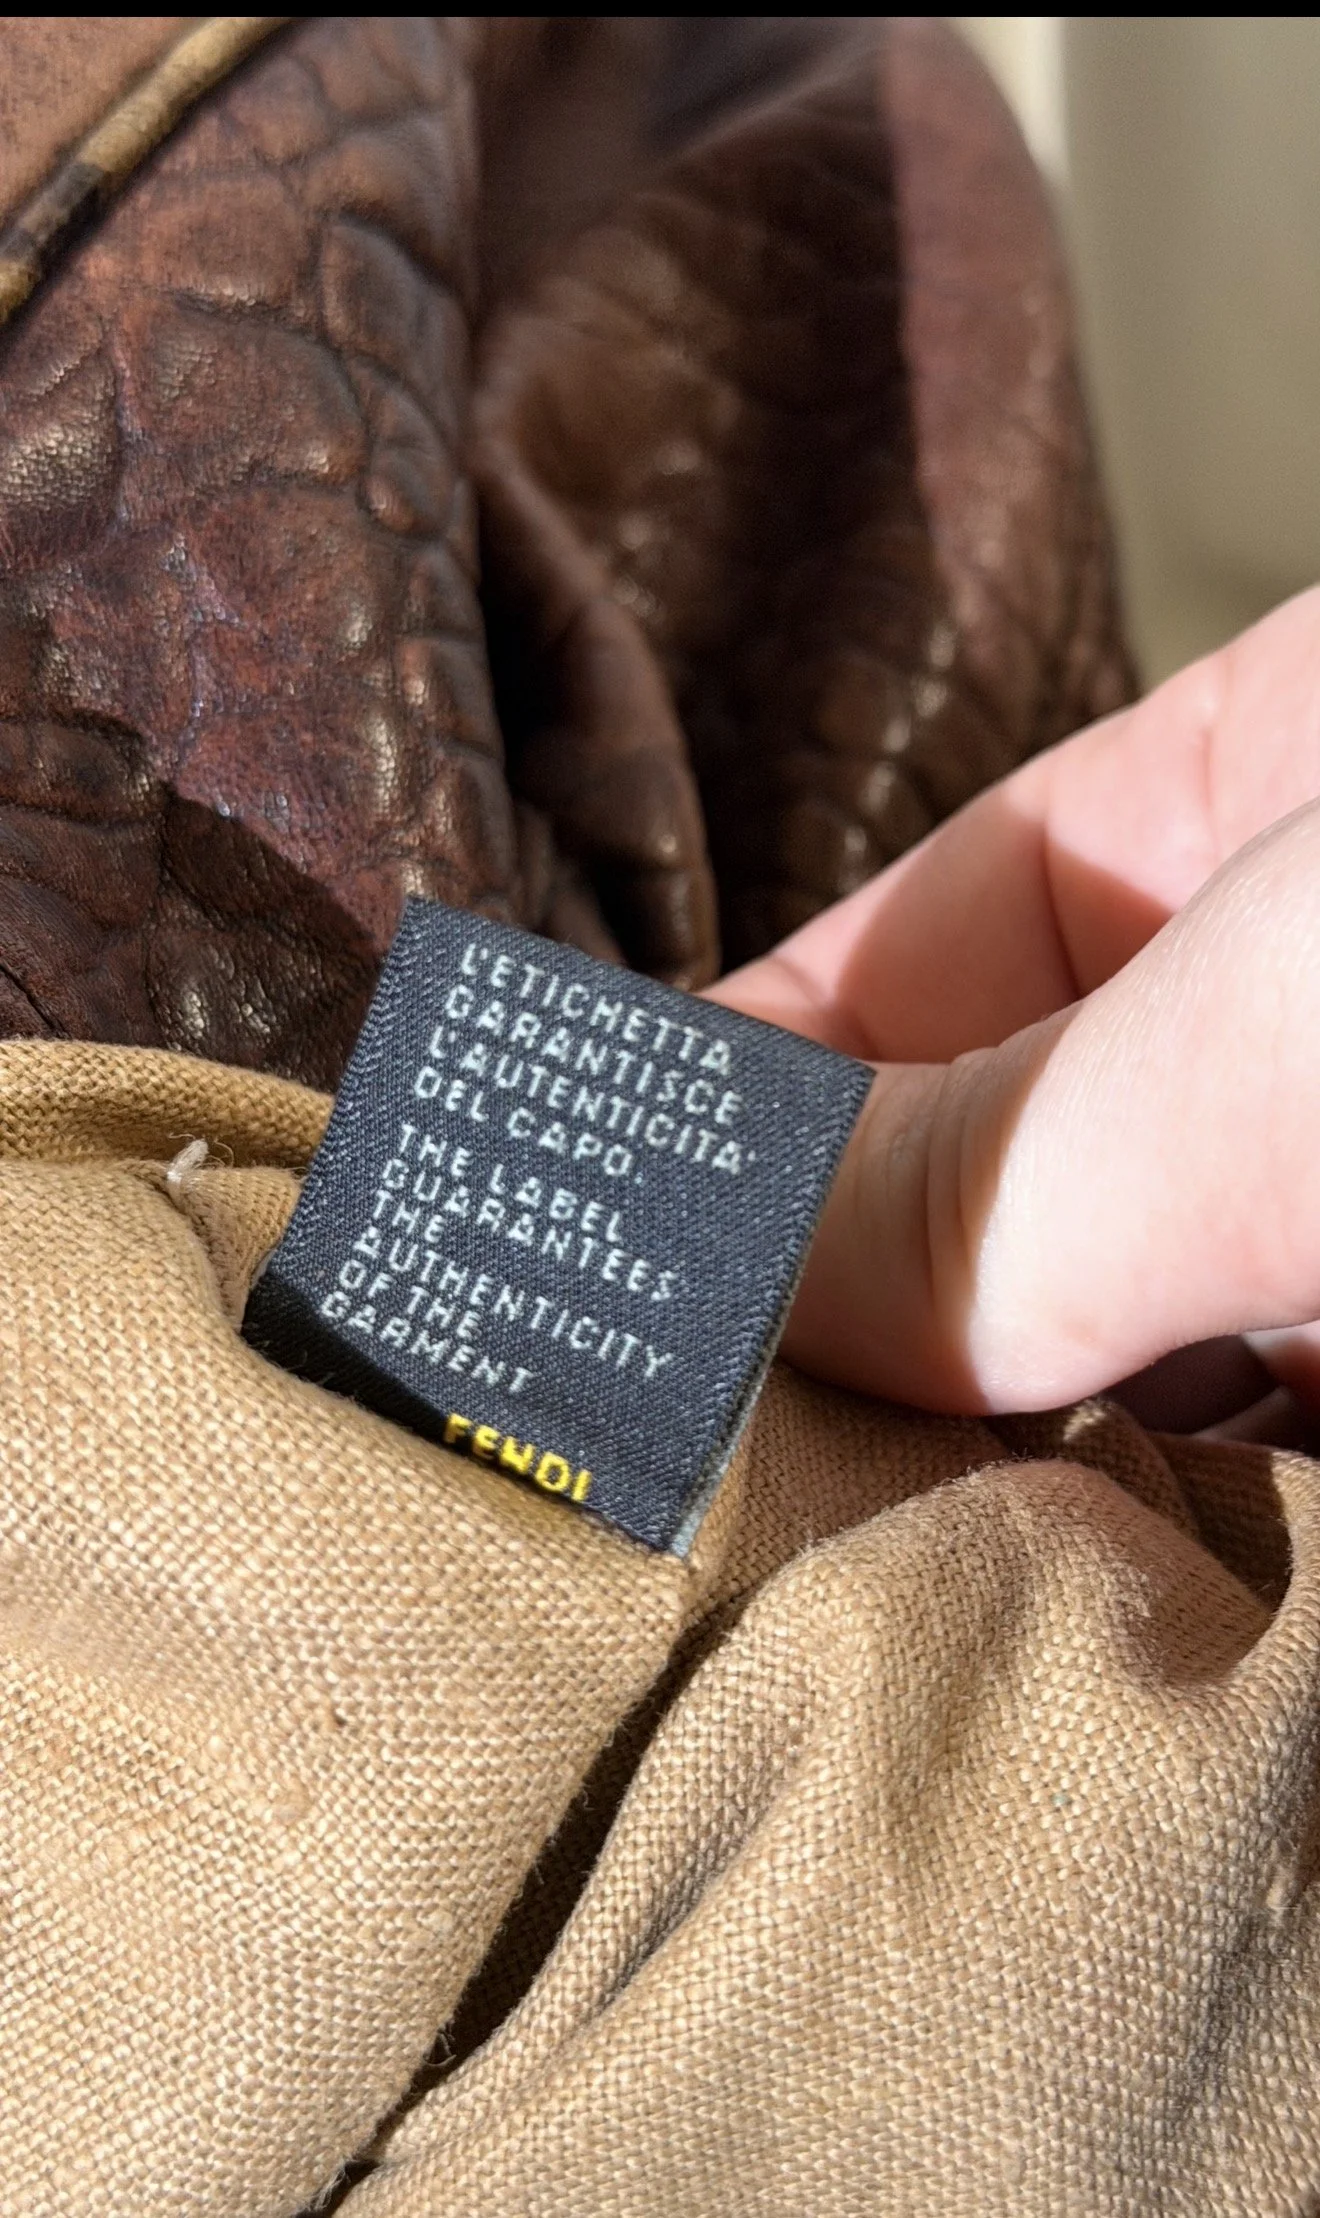 L'ETICHETTA
GARANTISCE
L'AUTENTICITA'
DEL CAPO.
THE LABEL
GUARANTEES
THE
AUTHENTICITY
OF THE
GARMENT
FENDI